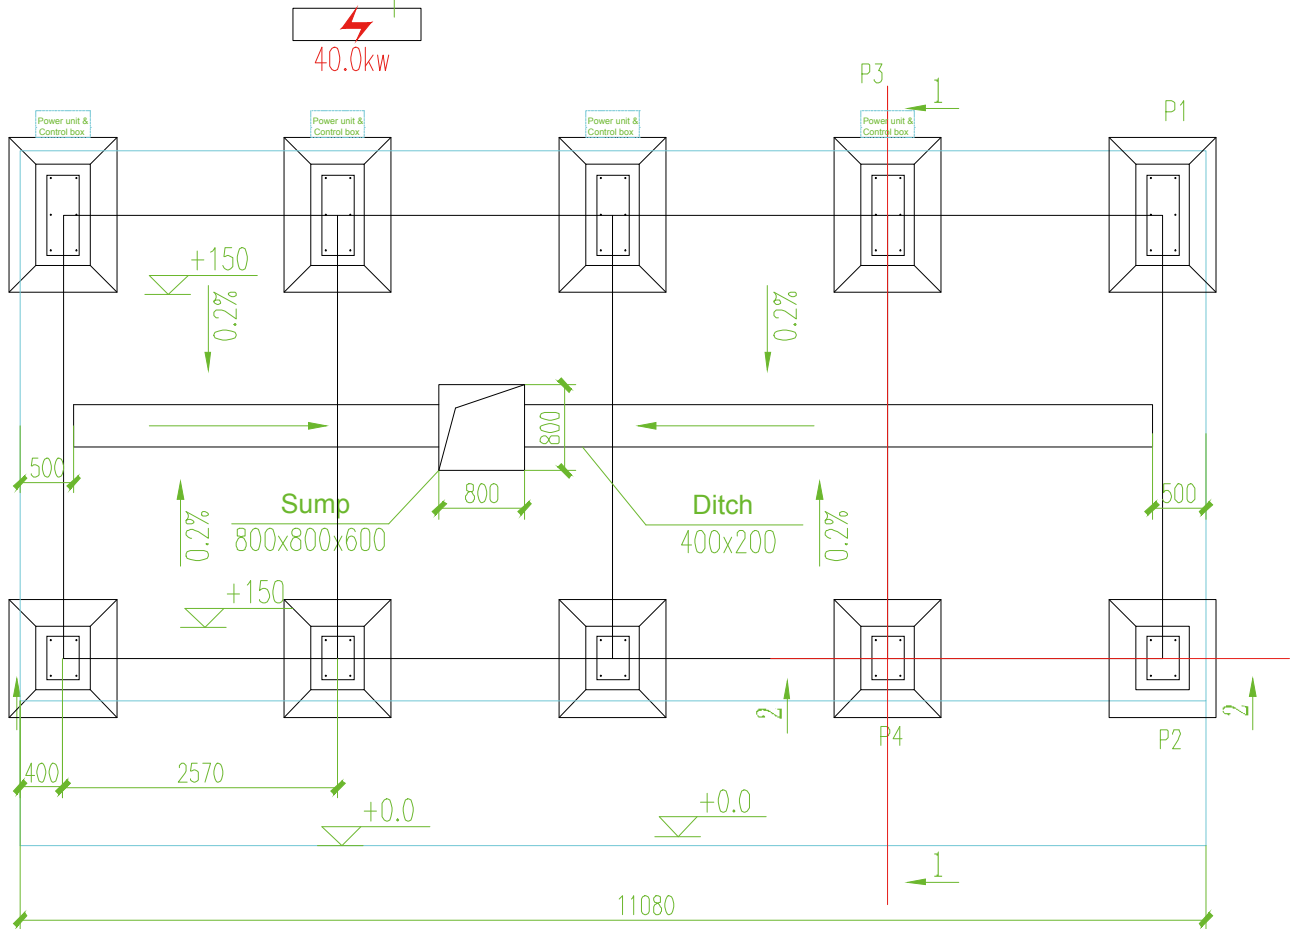 40.0kw
P3
1
P1
Power unit &
Control box
Power unit &
Control box
Power unit &
Control box
Power unit &
Control box
+150
0.2%
0.2%
800
500
800
500
Sump
800x800x600
Ditch
400x200
0.2%
0.2%
+150
2
2
P4
P2
400
2570
+0.0
+0.0
1
11080